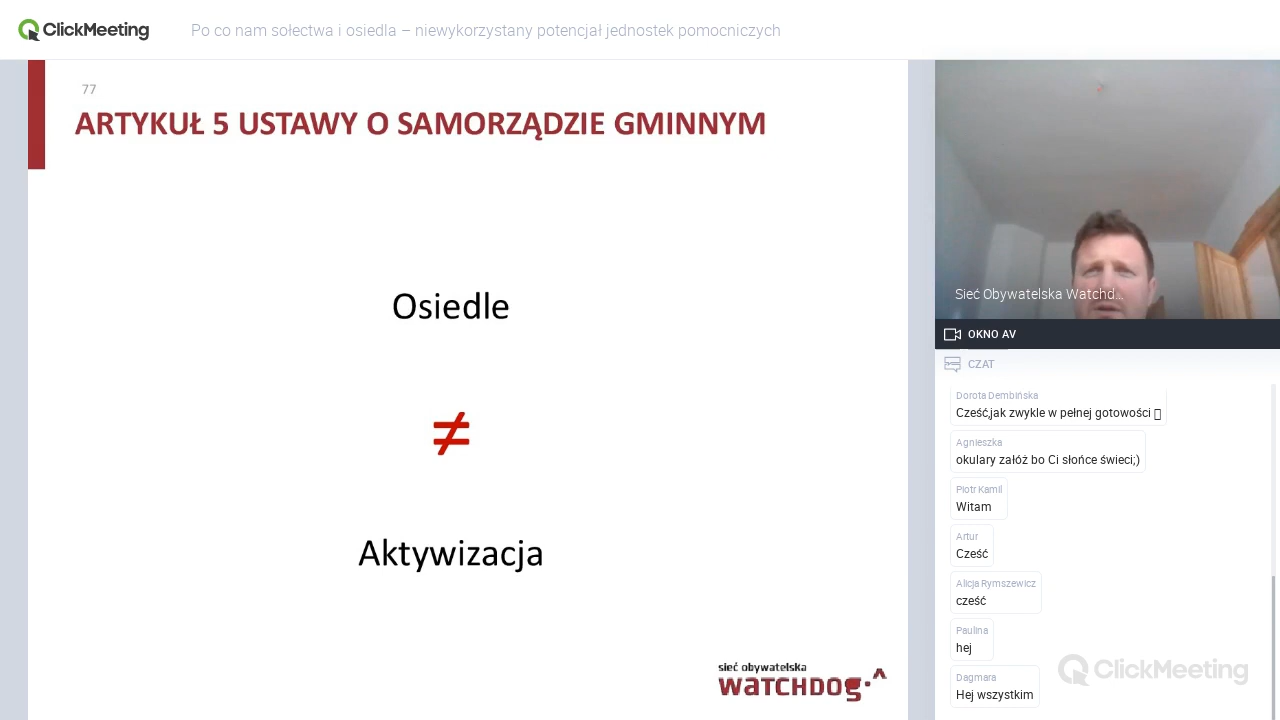 ClickMeeting
Po co nam sołectwa i osiedla – niewykorzystany potencjał jednostek pomocniczych
77
ARTYKUŁ 5 USTAWY O SAMORZĄDZIE GMINNYM
Osiedle
≠
Aktywizacja
sieć obywatelska
WATCHDOG
Sieć Obywatelska Watchd...
OKNO AV
CZAT
Dorota Dembińska
Cześć,jak zwykle w pełnej gotowości
Agnieszka
okulary załóż bo Ci słońce świeci;)
Piotr Kamil
Witam
Artur
Cześć
Alicja Rymszewicz
cześć
Paulina
hej
Dagmara
Hej wszystkim
ClickMeeting